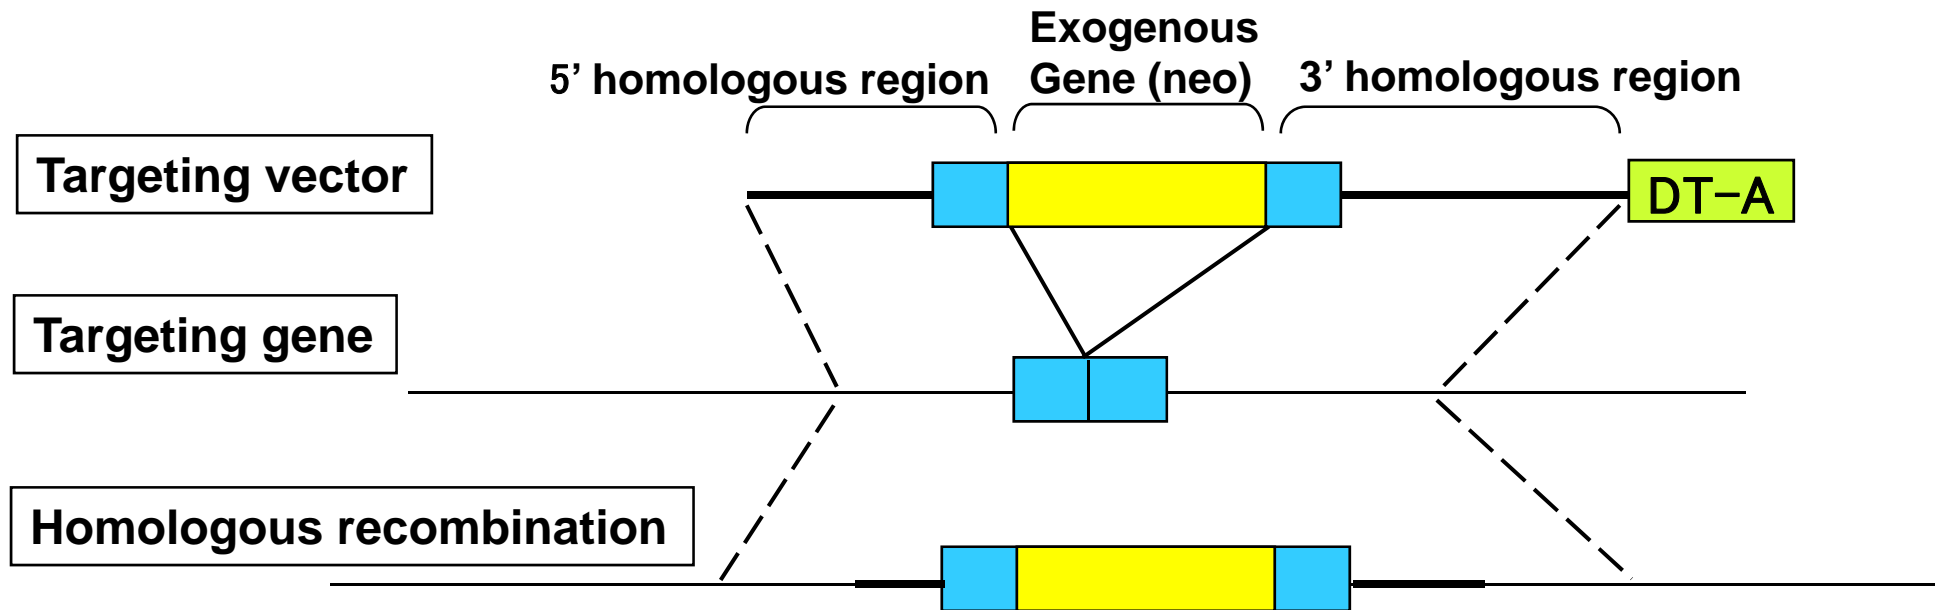 Exogenous
5’ homologous region Gene (neo) 3’ homologous region
Targeting vector
DT-A
Targeting gene
Homologous recombination